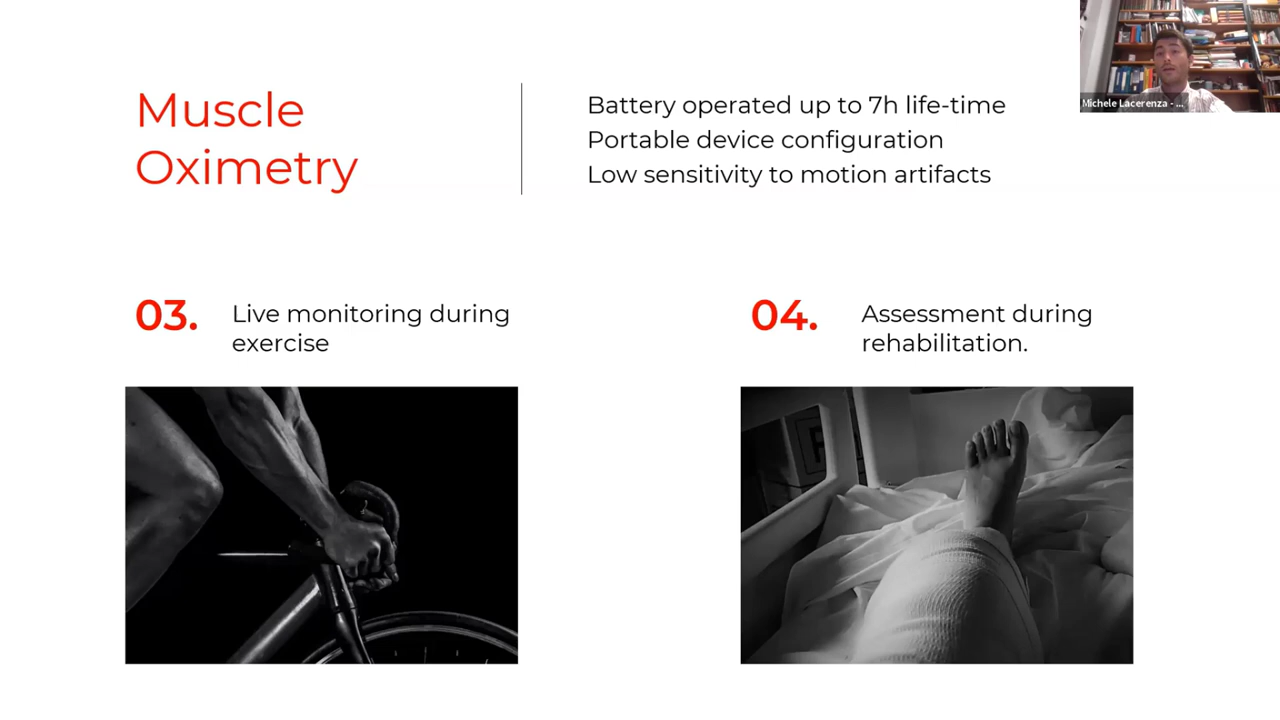 Muscle
Oximetry
Battery operated up to 7h life-time
Portable device configuration
Low sensitivity to motion artifacts
Michele Lacerenza - ...
03.
Live monitoring during
exercise
04.
Assessment during
rehabilitation.